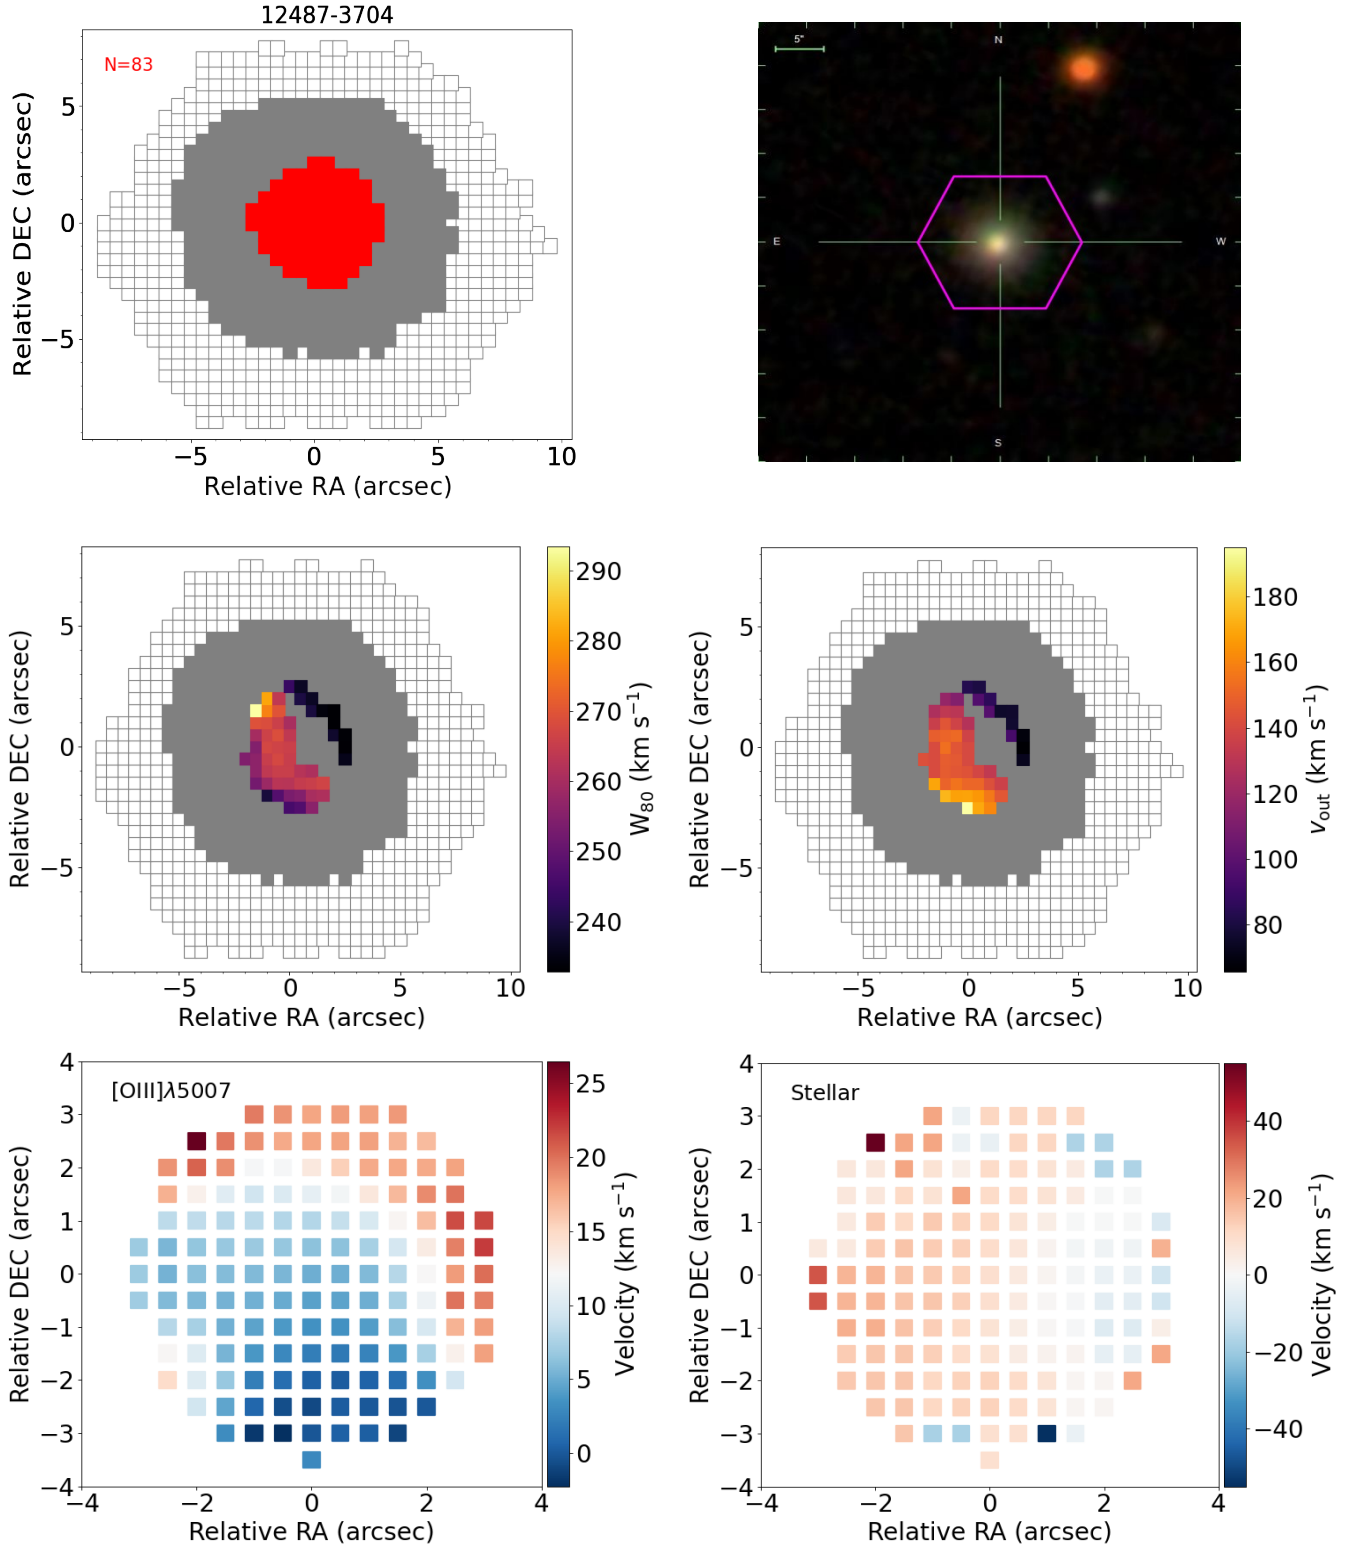 12487-3704
N=83
5
0
−5
Relative DEC (arcsec)
−5 0 5 10
Relative RA (arcsec)
5"
N
E
W
S
5
0
−5
Relative DEC (arcsec)
−5 0 5 10
Relative RA (arcsec)
290
280
270
260
250
240
W80 (km s−1)
5
0
−5
Relative DEC (arcsec)
−5 0 5 10
Relative RA (arcsec)
180
160
140
120
100
80
vout (km s−1)
[OIII]λ5007
4
3
2
1
0
−1
−2
−3
−4
Relative DEC (arcsec)
−4 −2 0 2 4
Relative RA (arcsec)
25
20
15
10
5
0
Velocity (km s−1)
Stellar
4
3
2
1
0
−1
−2
−3
−4
Relative DEC (arcsec)
−4 −2 0 2 4
Relative RA (arcsec)
40
20
0
−20
−40
Velocity (km s−1)